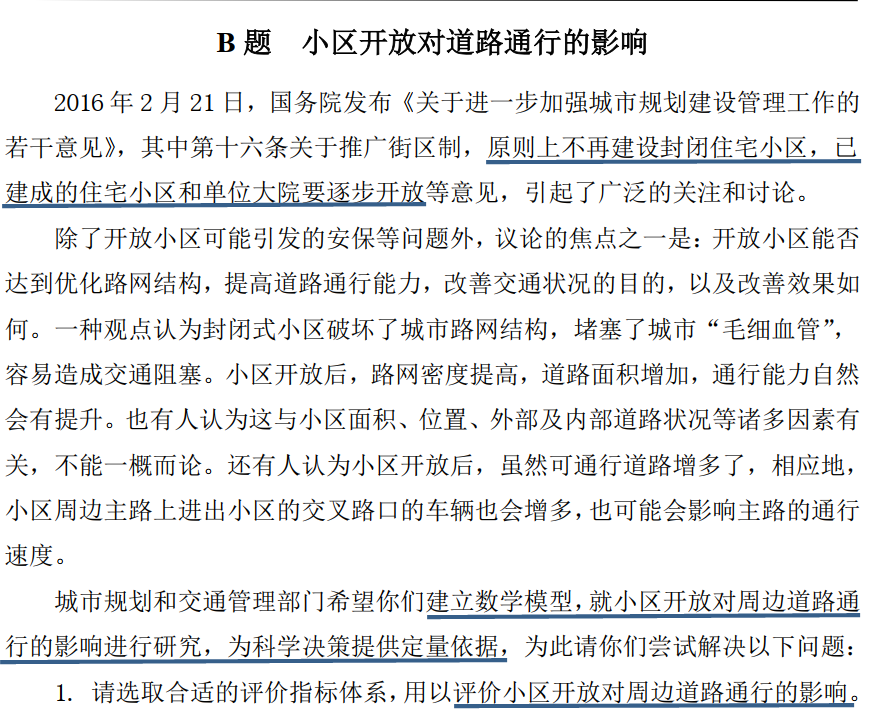 B 题 小区开放对道路通行的影响
2016 年 2 月 21 日，国务院发布《关于进一步加强城市规划建设管理工作的
若干意见》，其中第十六条关于推广街区制，原则上不再建设封闭住宅小区，已
建成的住宅小区和单位大院要逐步开放等意见，引起了广泛的关注和讨论。
除了开放小区可能引发的安保等问题外，议论的焦点之一是：开放小区能否
达到优化路网结构，提高道路通行能力，改善交通状况的目的，以及改善效果如
何。一种观点认为封闭式小区破坏了城市路网结构，堵塞了城市“毛细血管”，
容易造成交通阻塞。小区开放后，路网密度提高，道路面积增加，通行能力自然
会有提升。也有人认为这与小区面积、位置、外部及内部道路状况等诸多因素有
关，不能一概而论。还有人认为小区开放后，虽然可通行道路增多了，相应地，
小区周边主路上进出小区的交叉路口的车辆也会增多，也可能会影响主路的通行
速度。
城市规划和交通管理部门希望你们建立数学模型，就小区开放对周边道路通
行的影响进行研究，为科学决策提供定量依据，为此请你们尝试解决以下问题：
1. 请选取合适的评价指标体系，用以评价小区开放对周边道路通行的影响。